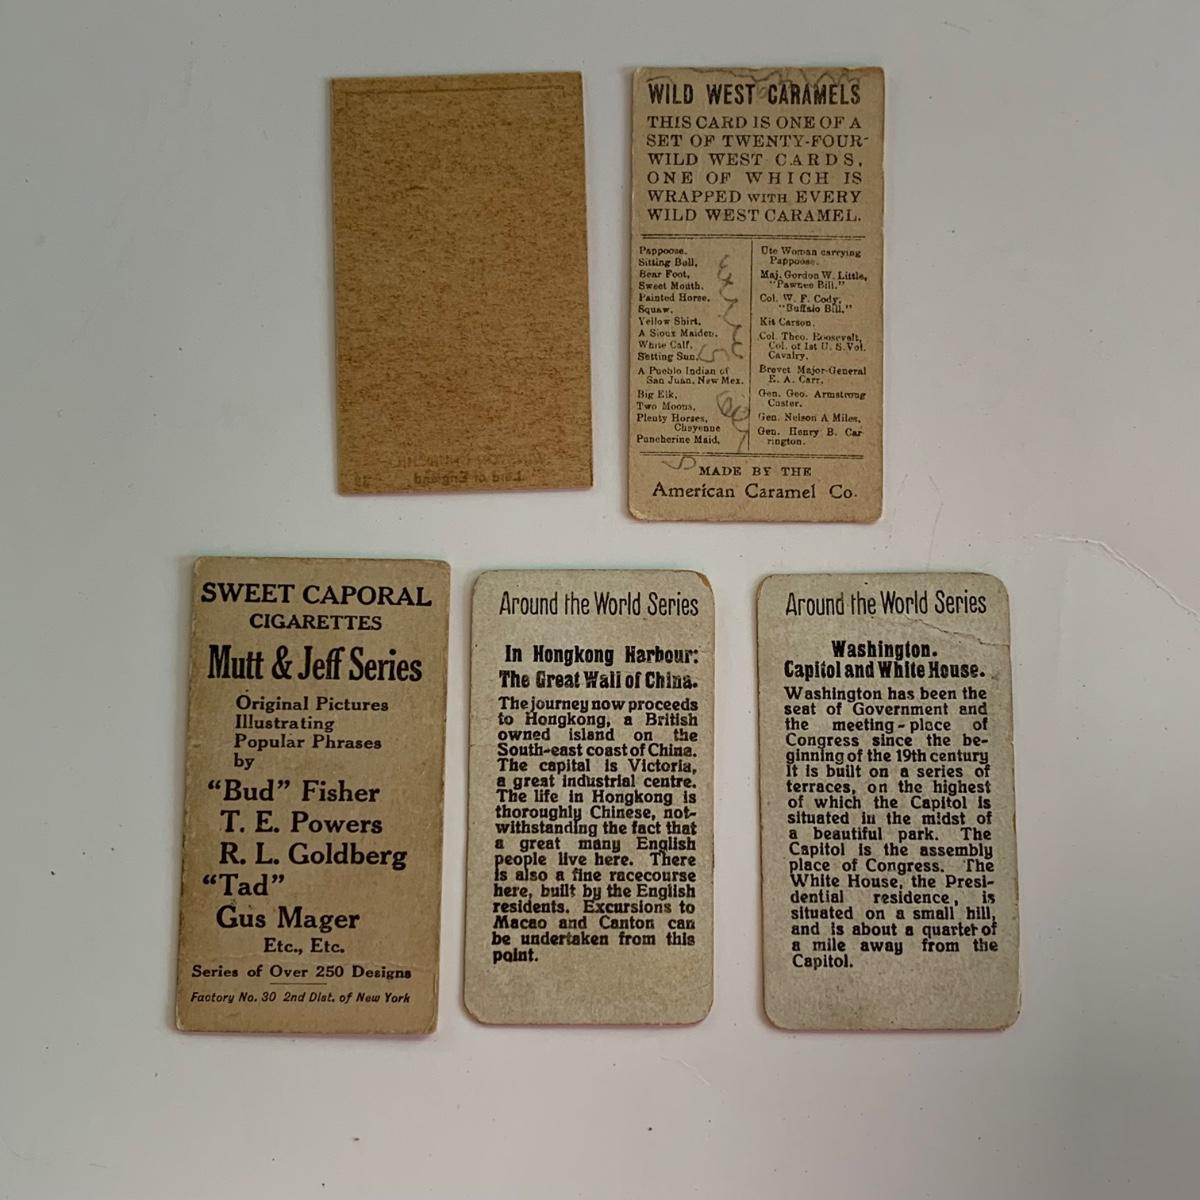 WILD WEST CARAMELS
THIS CARD IS ONE OF A
SET OF TWENTY-FOUR
WILD WEST CARDS,
ONE OF WHICH IS
WRAPPED WITH EVERY
WILD WEST CARAMEL.
Pappoose.
Sitting Bull,
Bear Foot,
Sweet Mouth,
Painted Horse,
Squaw,
Yellow Shirt,
A Sioux Maiden,
White Calf,
Setting Sun,
A Pueblo Indian of
San Juan, New Mex.
Big Elk,
Two Moons,
Plenty Horses,
Cheyenne
Puncherine Maid,
Ute Woman carrying
Pappoose.
Maj. Gordon W. Little,
"Pawnee Bill."
Col. W. F. Cody,
"Buffalo Bill,"
Kit Carson,
Col. Theo. Roosevelt,
Col. of 1st U. S. Vol.
Cavalry.
Brevet Major-General
E. A. Carr,
Gen. Geo. Armstrong
Custer.
Gen. Nelson A Miles,
Gen. Henry B. Car-
rington.
MADE BY THE
American Caramel Co.
SWEET CAPORAL
CIGARETTES
Mutt & Jeff Series
Original Pictures
Illustrating
Popular Phrases
by
"Bud" Fisher
T. E. Powers
R. L. Goldberg
"Tad"
Gus Mager
Etc., Etc.
Series of Over 250 Designs
Factory No. 30 2nd Dist. of New York
Around the World Series
In Hongkong Harbour:
The Great Wall of China.
The journey now proceeds
to Hongkong, a British
owned island on the
South-east coast of China.
The capital is Victoria,
a great industrial centre.
The life in Hongkong is
thoroughly Chinese, not-
withstanding the fact that
a great many English
people live here. There
is also a fine racecourse
here, built by the English
residents. Excursions to
Macao and Canton can
be undertaken from this
point.
Around the World Series
Washington.
Capitol and White House.
Washington has been the
seat of Government and
the meeting-place of
Congress since the be-
ginning of the 19th century
It is built on a series of
terraces, on the highest
of which the Capitol is
situated in the midst of
a beautiful park. The
Capitol is the assembly
place of Congress. The
White House, the Presi-
dential residence, is
situated on a small hill,
and is about a quarter of
a mile away from the
Capitol.